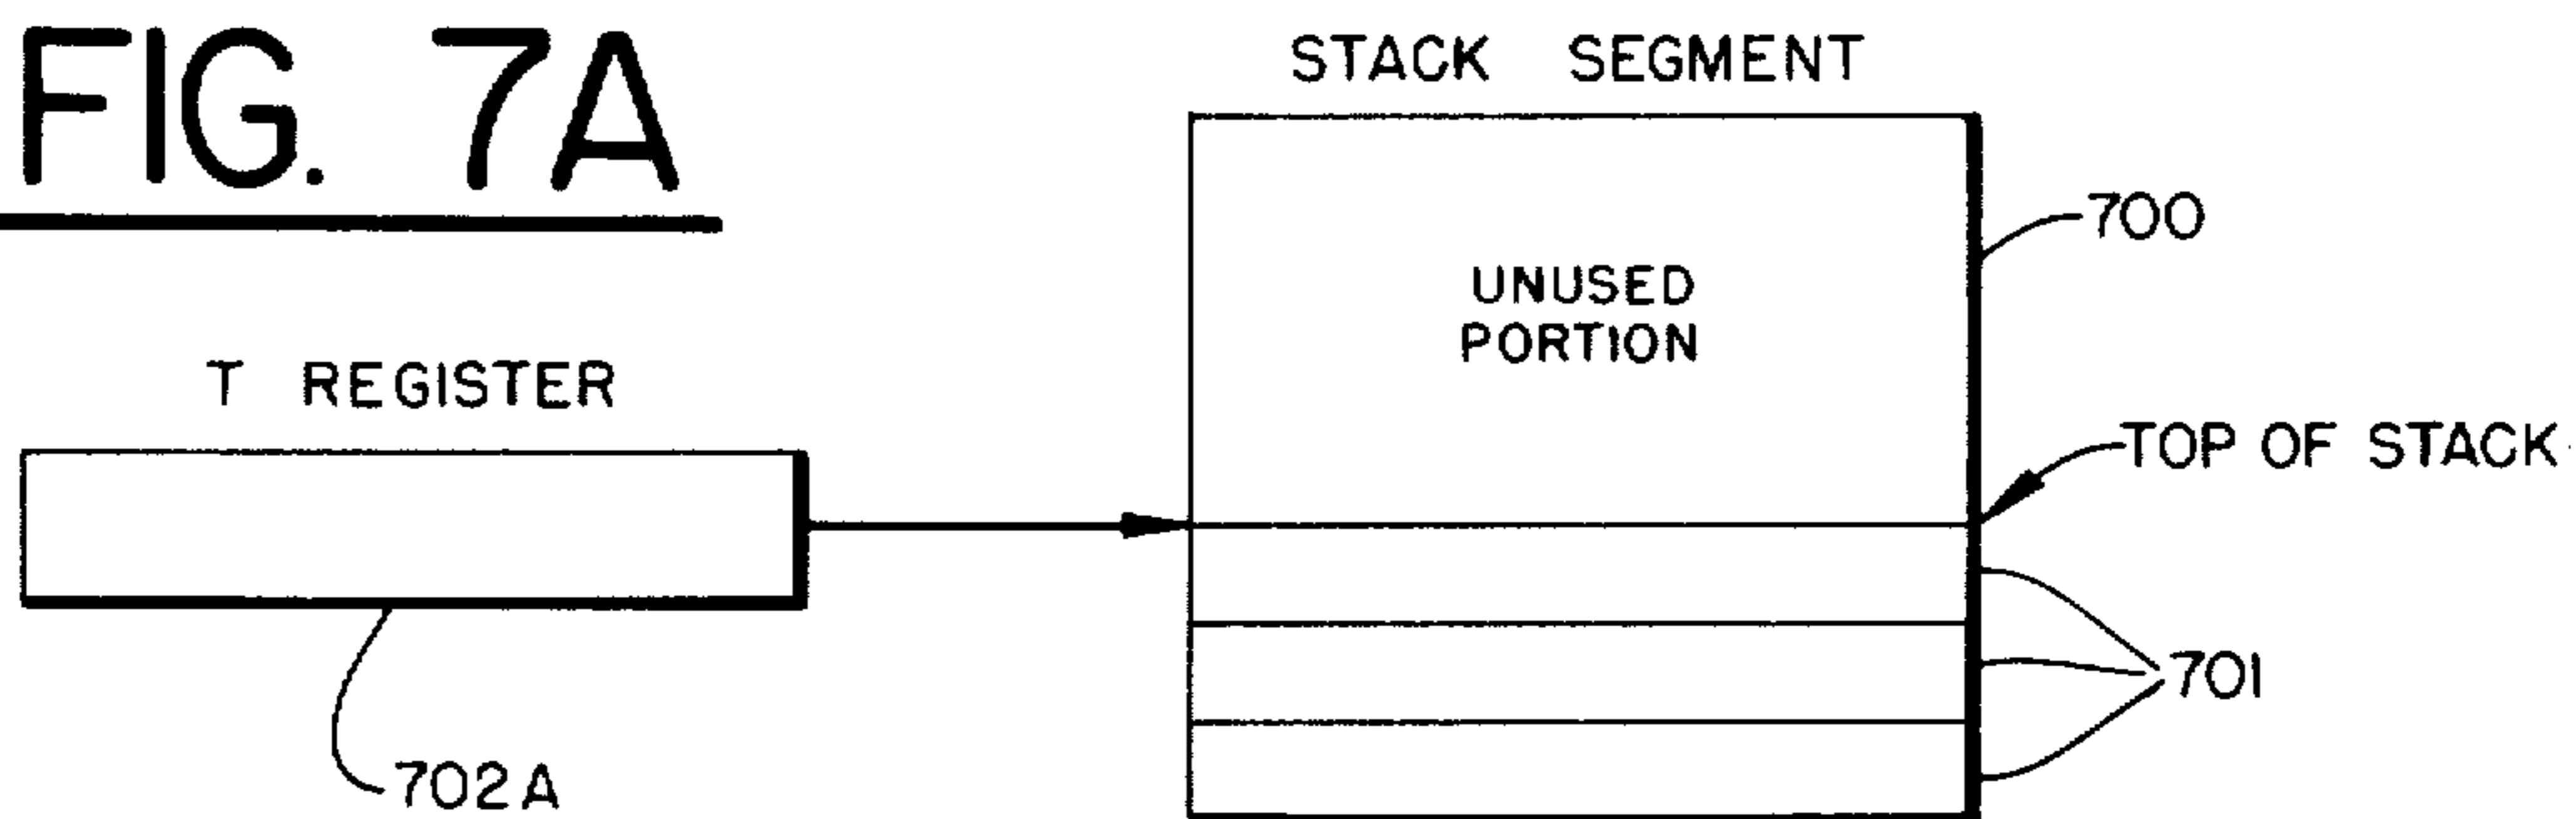 FIG. 7A
STACK SEGMENT
700
UNUSED
PORTION
T REGISTER
TOP OF STACK
701
702A